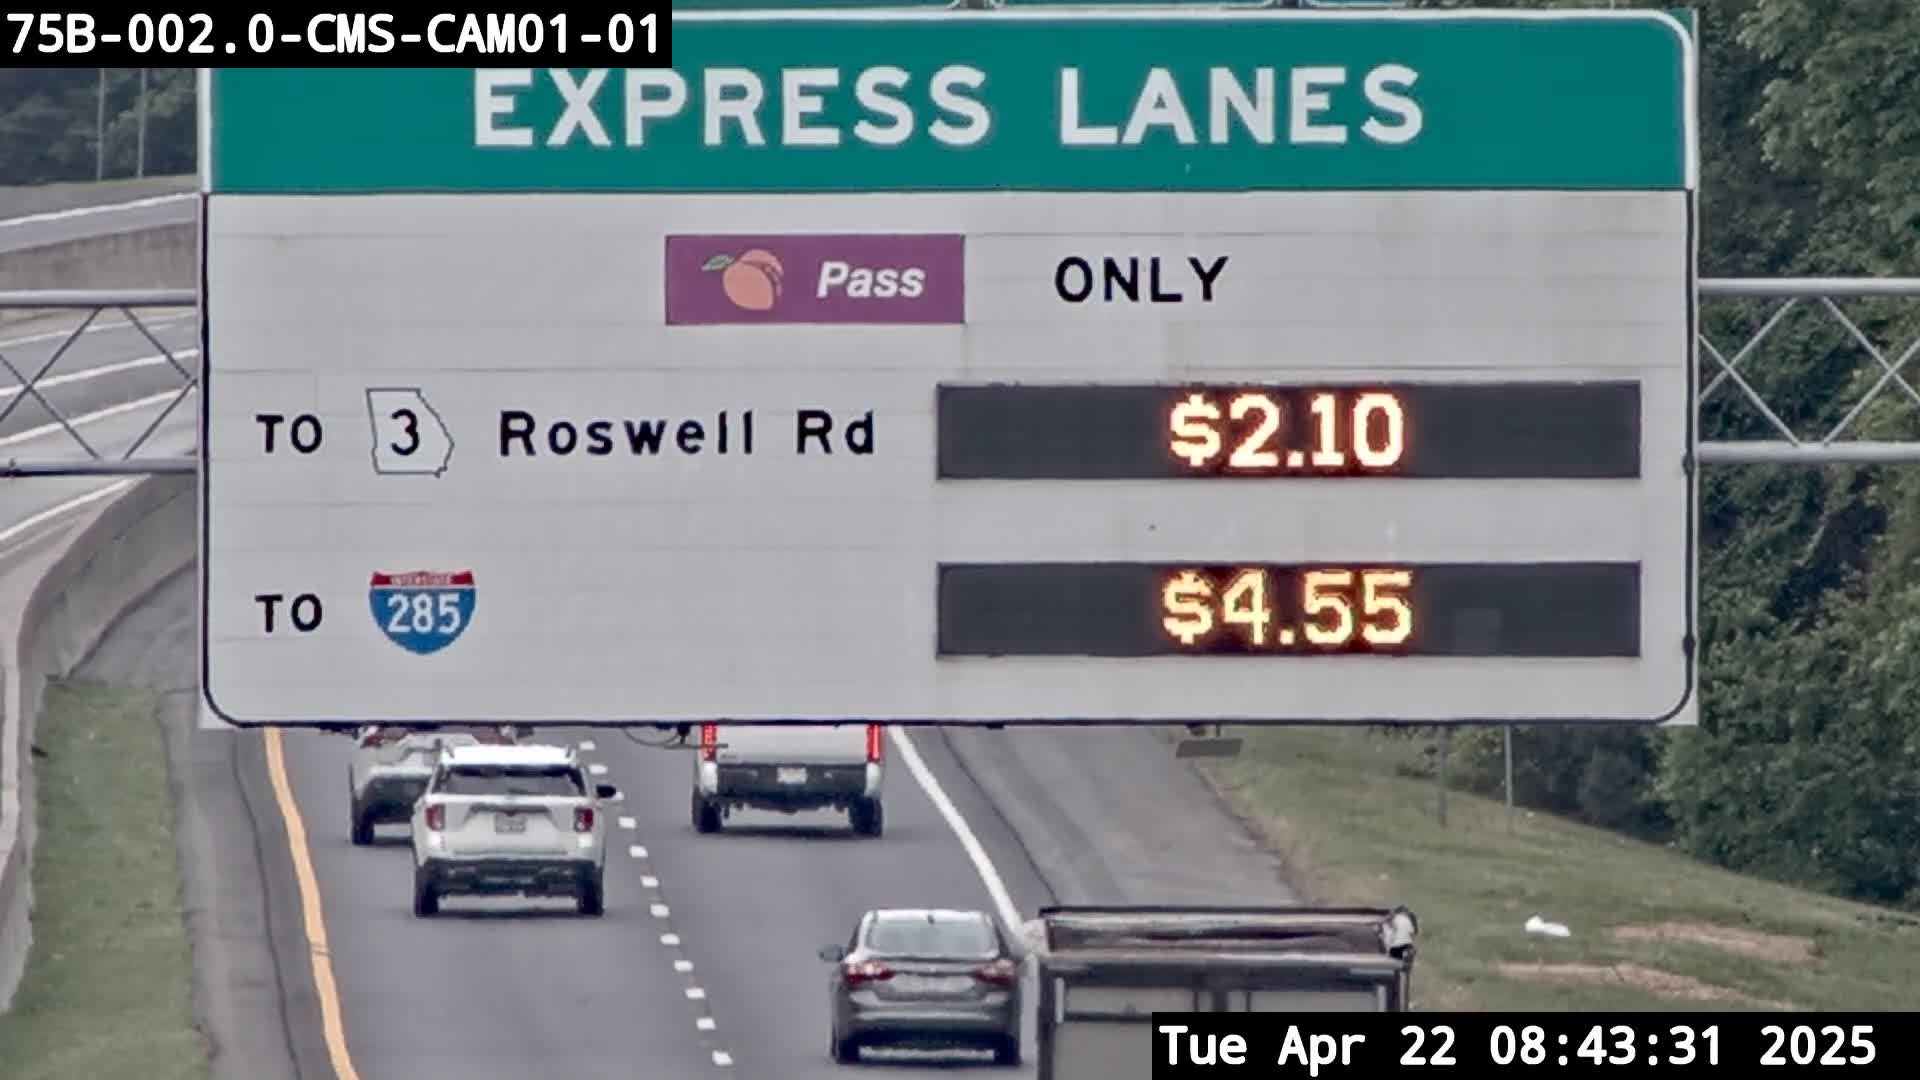 75B-002.0-CMS-CAM01-01
EXPRESS LANES
Pass ONLY
TO 3 Roswell Rd $2.10
INTERSTATE
TO 285 $4.55
Tue Apr 22 08:43:31 2025